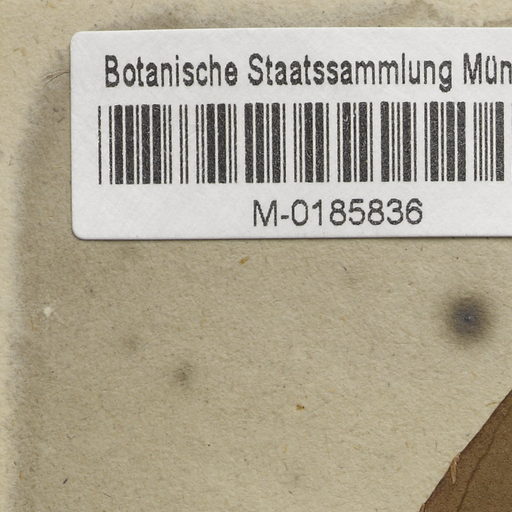 Botanische Staatssammlung Mün
M-0185836